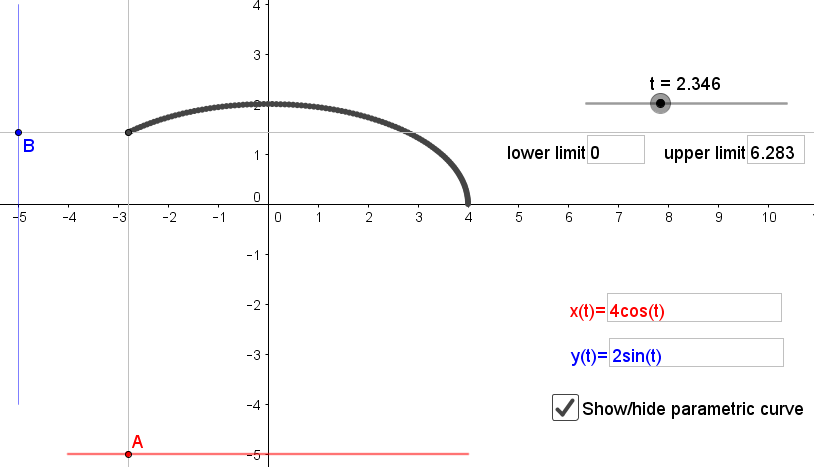 4
3
t = 2.346
2
B
lower limit 0 upper limit 6.283
1
0
–5 –4 –3 –2 –1 0 1 2 3 4 5 6 7 8 9 10
–1
–2
x(t)= 4cos(t)
–3
y(t)= 2sin(t)
–4
Show/hide parametric curve
A
–5